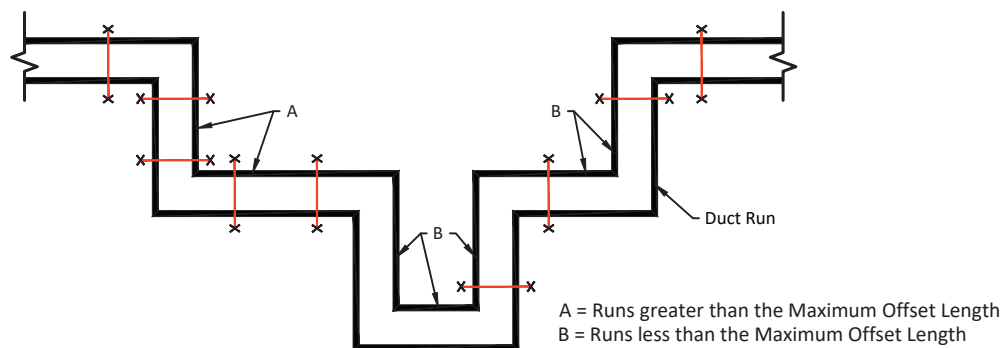 A
B
B
Duct Run
A = Runs greater than the Maximum Offset Length
B = Runs less than the Maximum Offset Length